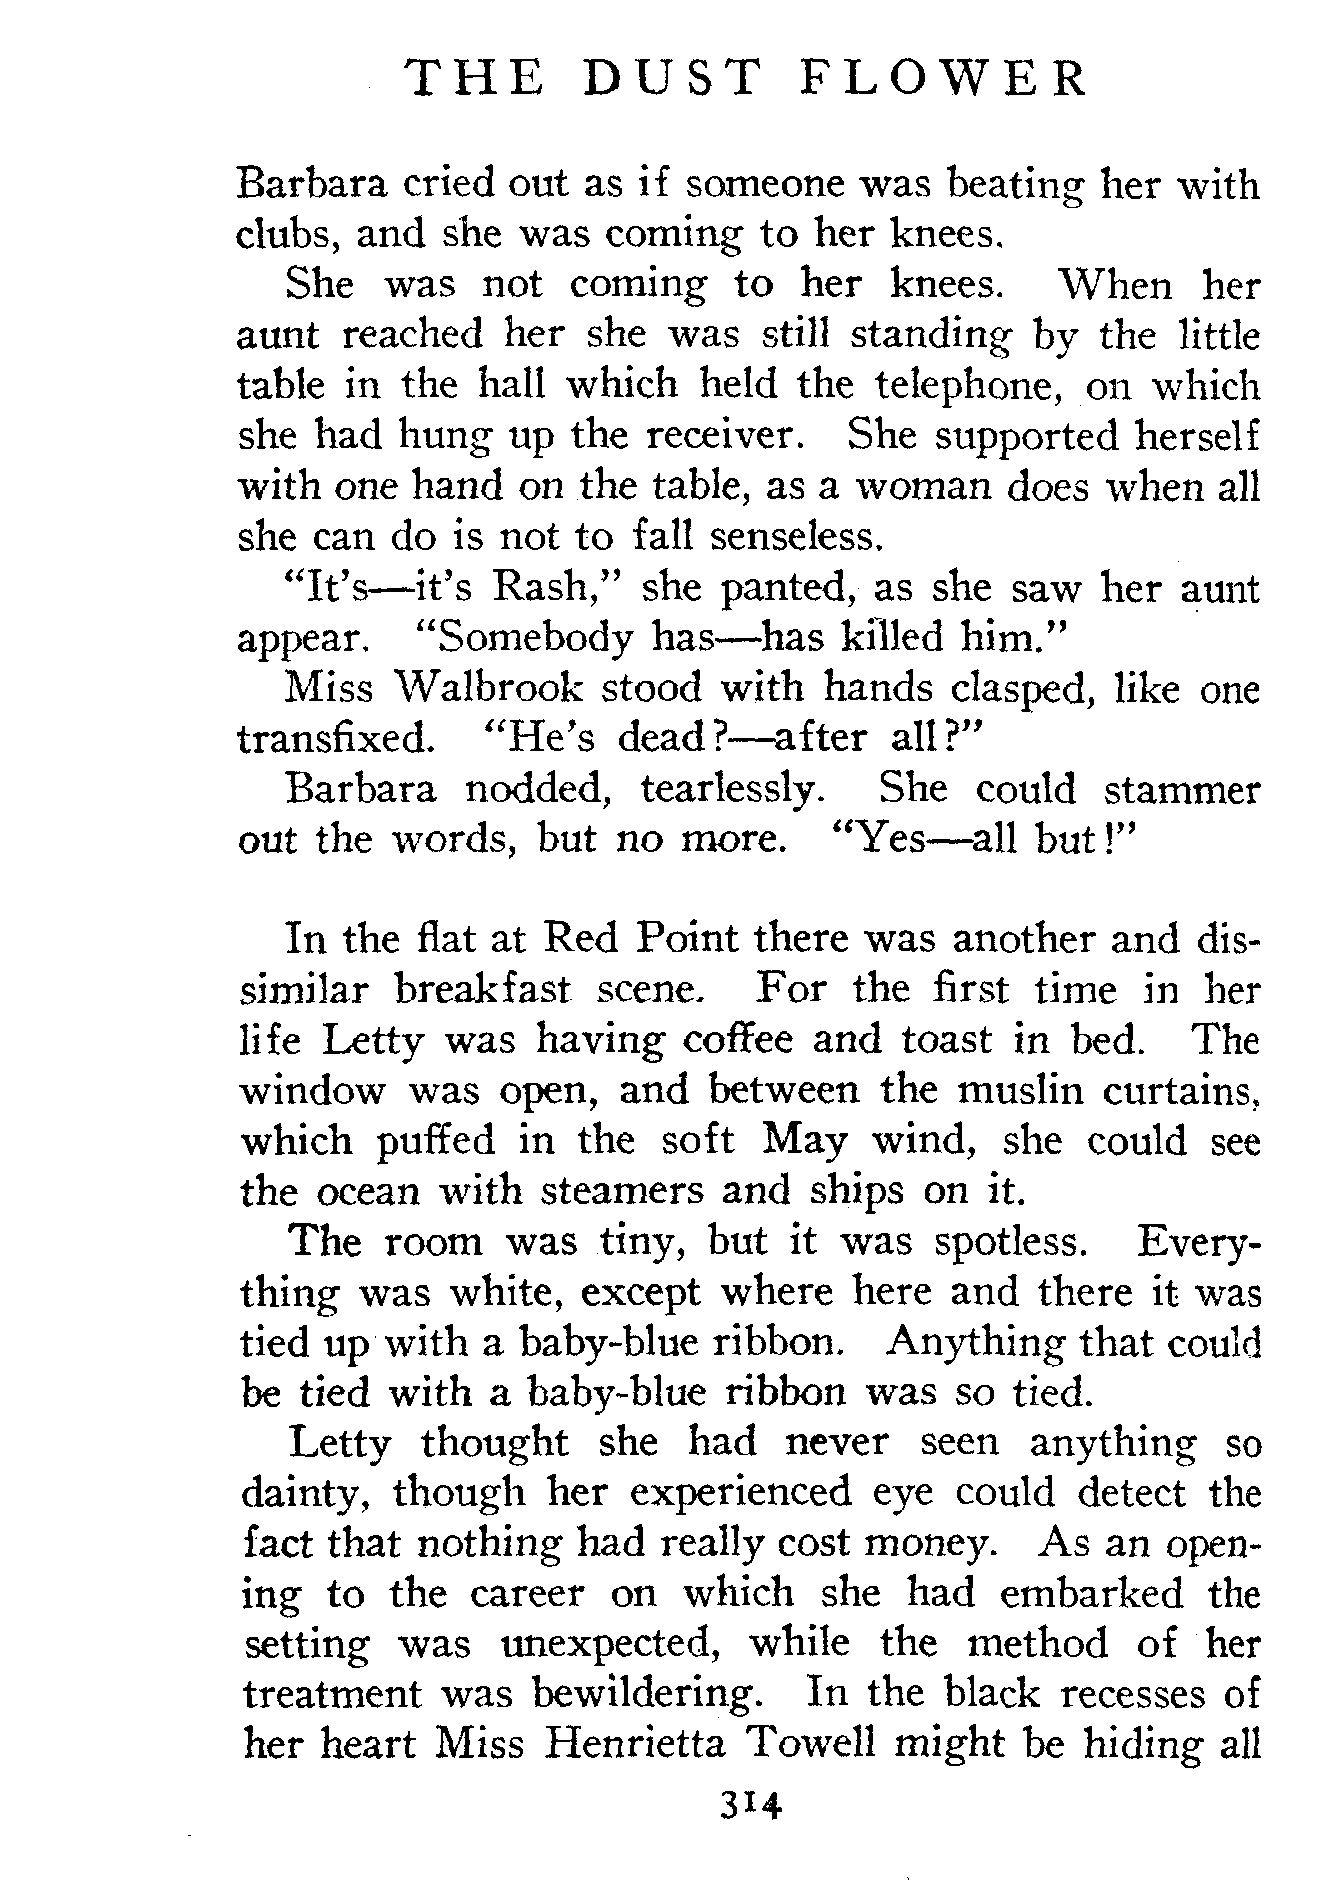 THE DUST FLOWER
Barbara cried out as if someone was beating her with
clubs, and she was coming to her knees.
She was not coming to her knees. When her
aunt reached her she was still standing by the little
table in the hall which held the telephone, on which
she had hung up the receiver. She supported herself
with one hand on the table, as a woman does when all
she can do is not to fall senseless.
“It’s—it’s Rash,” she panted, as she saw her aunt
appear. “Somebody has—has killed him.”
Miss Walbrook stood with hands clasped, like one
transfixed. “He’s dead?—after all?”
Barbara nodded, tearlessly. She could stammer
out the words, but no more. “Yes—all but!”
In the flat at Red Point there was another and dis-
similar breakfast scene. For the first time in her
life Letty was having coffee and toast in bed. The
window was open, and between the muslin curtains,
which puffed in the soft May wind, she could see
the ocean with steamers and ships on it.
The room was tiny, but it was spotless. Every-
thing was white, except where here and there it was
tied up with a baby-blue ribbon. Anything that could
be tied with a baby-blue ribbon was so tied.
Letty thought she had never seen anything so
dainty, though her experienced eye could detect the
fact that nothing had really cost money. As an open-
ing to the career on which she had embarked the
setting was unexpected, while the method of her
treatment was bewildering. In the black recesses of
her heart Miss Henrietta Towell might be hiding all
314